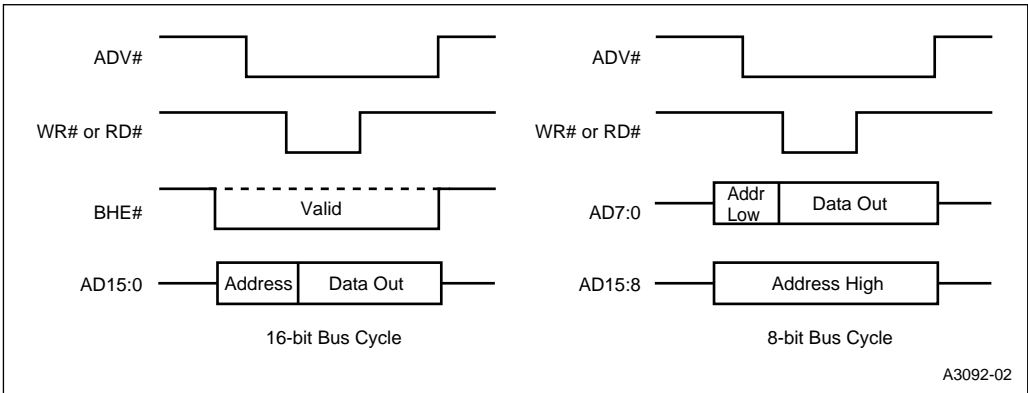 ADV#
WR# or RD#
BHE#
Valid
AD15:0
Address
Data Out
16-bit Bus Cycle
ADV#
WR# or RD#
AD7:0
Addr
Low
Data Out
AD15:8
Address High
8-bit Bus Cycle
A3092-02